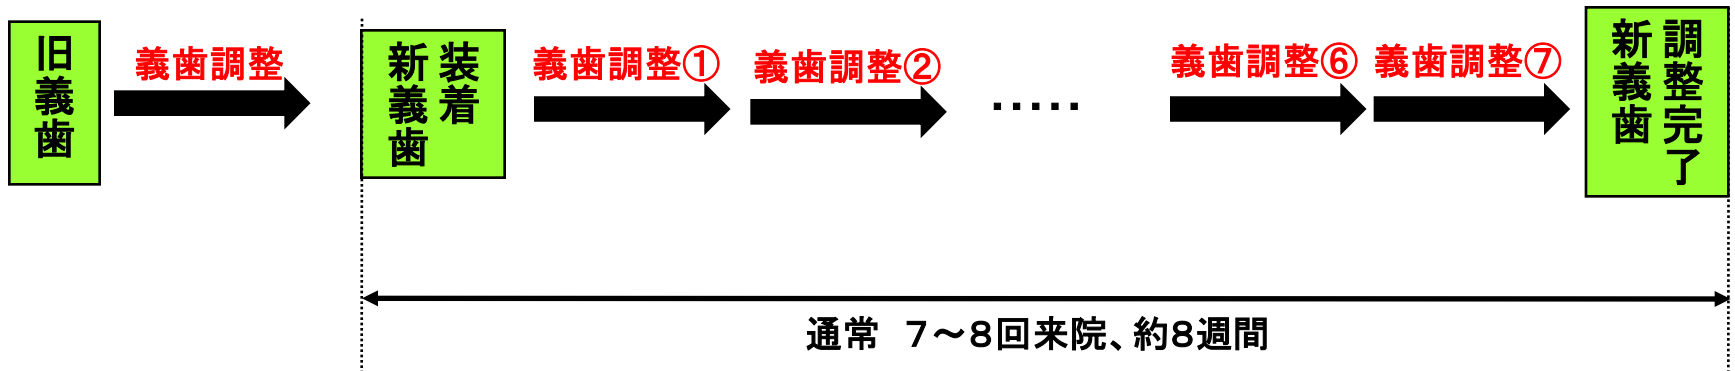 旧義歯
義歯調整
新義歯
装着
義歯調整①
義歯調整②
・・・・・
義歯調整⑥
義歯調整⑦
新義歯
調整完了
通常　７～８回来院、約８週間